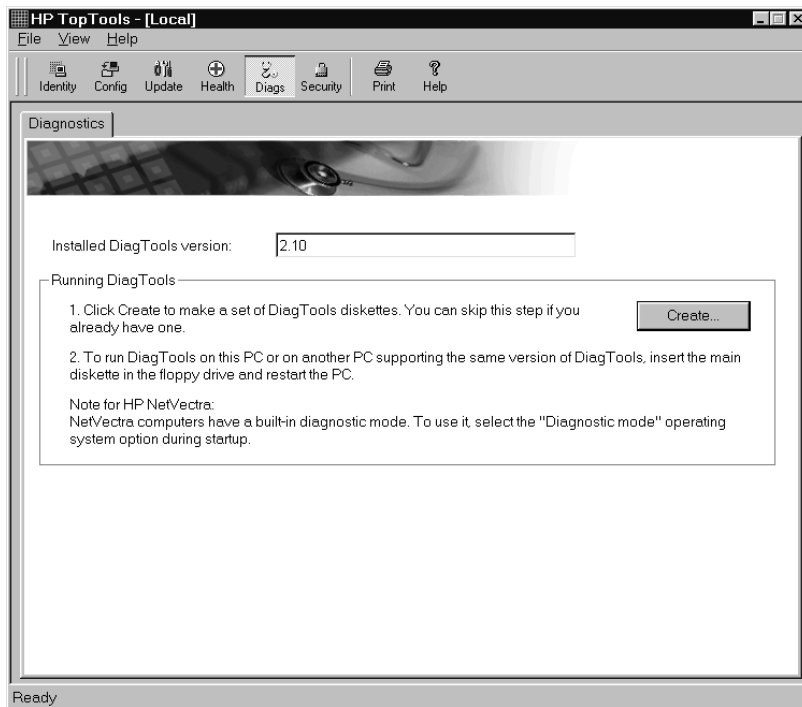 HP TopTools - [Local]
File View Help
Identity Config Update Health Diags Security Print Help
Diagnostics
Installed DiagTools version: 2.10
Running DiagTools
1. Click Create to make a set of DiagTools diskettes. You can skip this step if you
already have one.
Create...
2. To run DiagTools on this PC or on another PC supporting the same version of DiagTools, insert the main
diskette in the floppy drive and restart the PC.
Note for HP NetVectra:
NetVectra computers have a built-in diagnostic mode. To use it, select the "Diagnostic mode" operating
system option during startup.
Ready